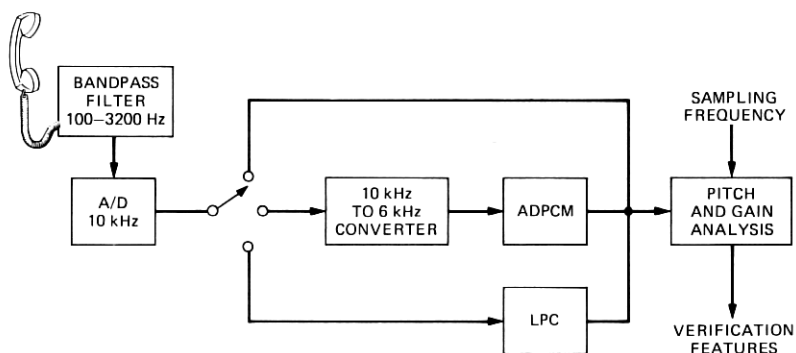 BANDPASS
FILTER
100–3200 Hz
A/D
10 kHz
10 kHz
TO 6 kHz
CONVERTER
ADPCM
LPC
SAMPLING
FREQUENCY
PITCH
AND GAIN
ANALYSIS
VERIFICATION
FEATURES